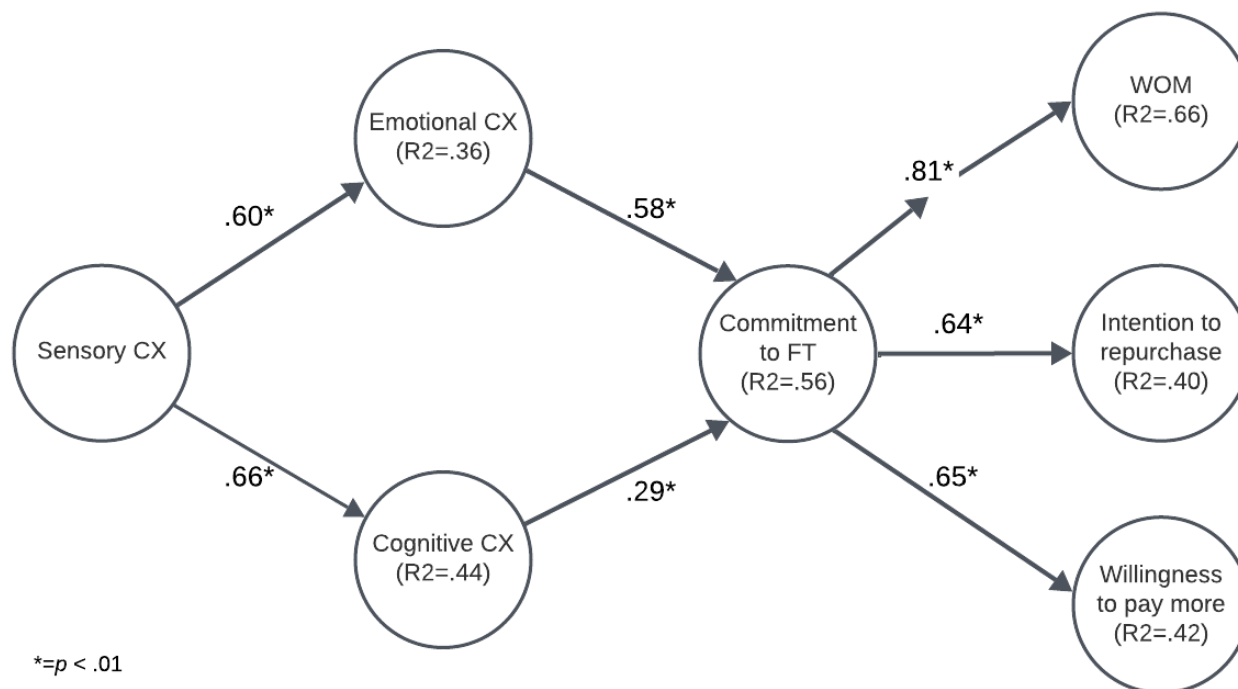 Sensory CX
.60*
.66*
Emotional CX
(R2=.36)
Cognitive CX
(R2=.44)
.58*
.29*
Commitment
to FT
(R2=.56)
.81*
.64*
.65*
WOM
(R2=.66)
Intention to
repurchase
(R2=.40)
Willingness
to pay more
(R2=.42)
*=p < .01